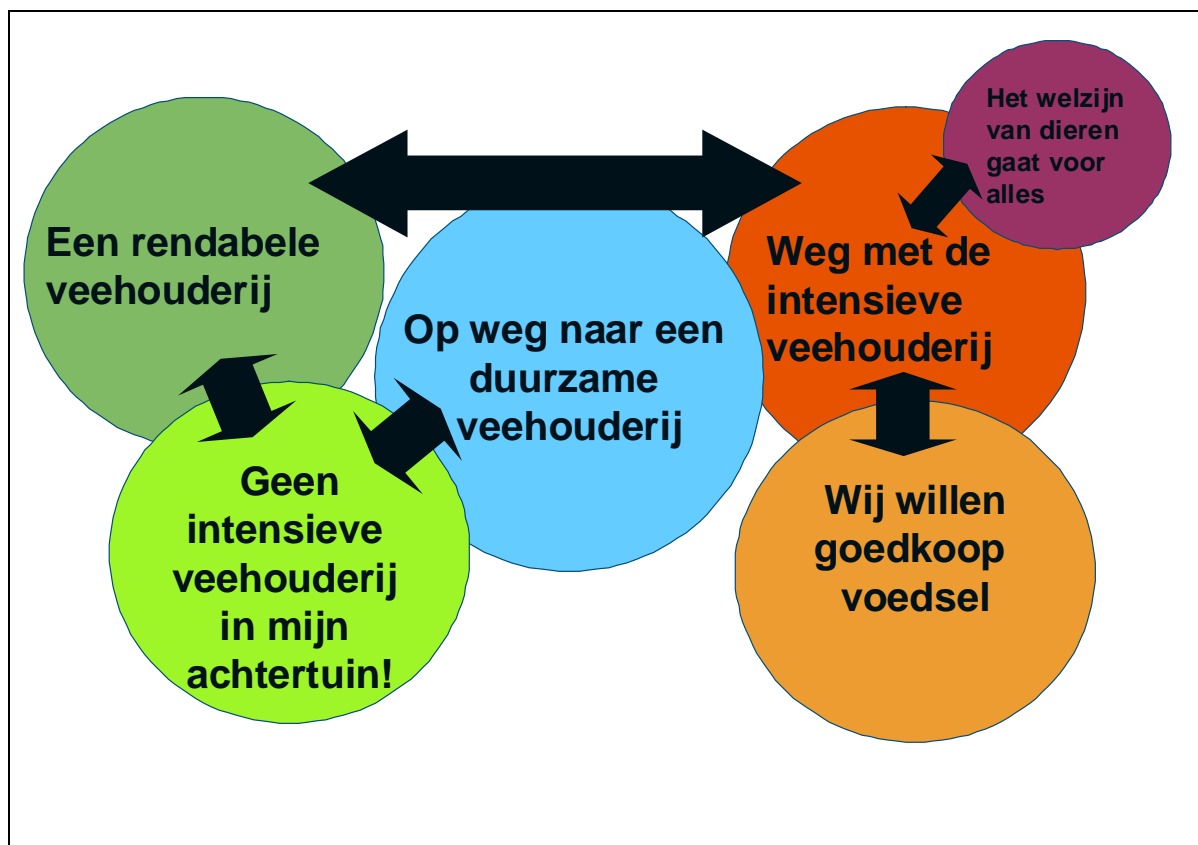 Een rendabele
veehouderij
Geen
intensieve
veehouderij
in mijn
achtertuin!
Op weg naar een
duurzame
veehouderij
Weg met de
intensieve
veehouderij
Het welzijn
van dieren
gaat voor
alles
Wij willen
goedkoop
voedsel